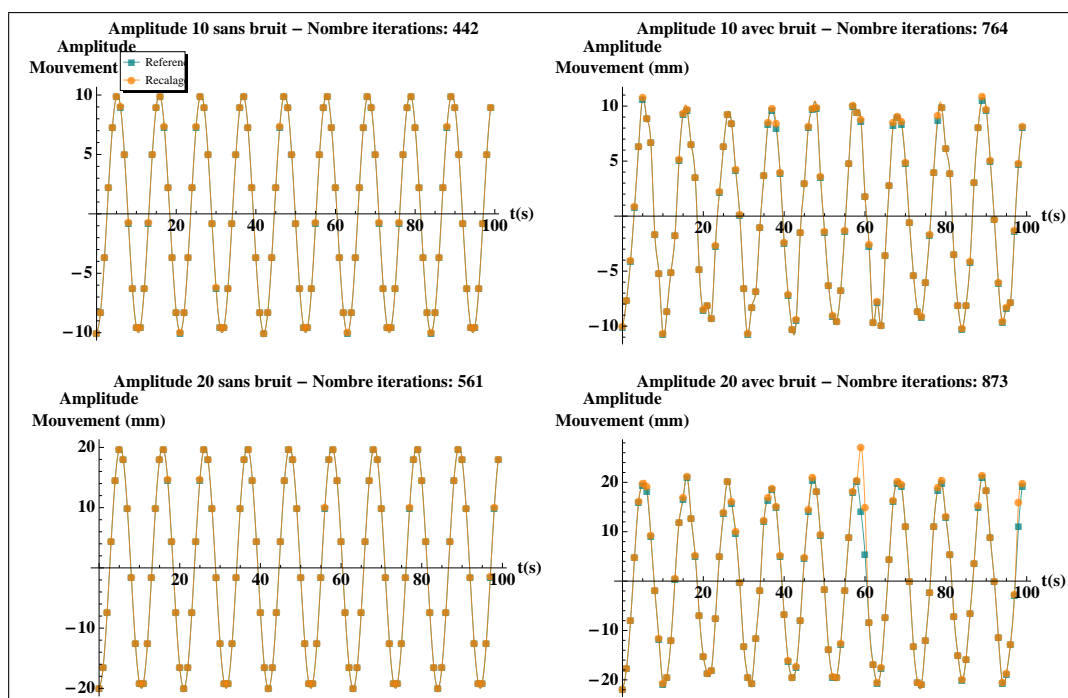 Amplitude 10 sans bruit − Nombre iterations: 442
Amplitude
Mouvement (mm)
Referen
Recalag
10
5
−5
−10
20
40
60
80
100
t(s)
Amplitude 10 avec bruit − Nombre iterations: 764
Amplitude
Mouvement (mm)
10
5
−5
−10
20
40
60
80
100
t(s)
Amplitude 20 sans bruit − Nombre iterations: 561
Amplitude
Mouvement (mm)
20
10
−10
−20
20
40
60
80
100
t(s)
Amplitude 20 avec bruit − Nombre iterations: 873
Amplitude
Mouvement (mm)
20
10
−10
−20
20
40
60
80
100
t(s)